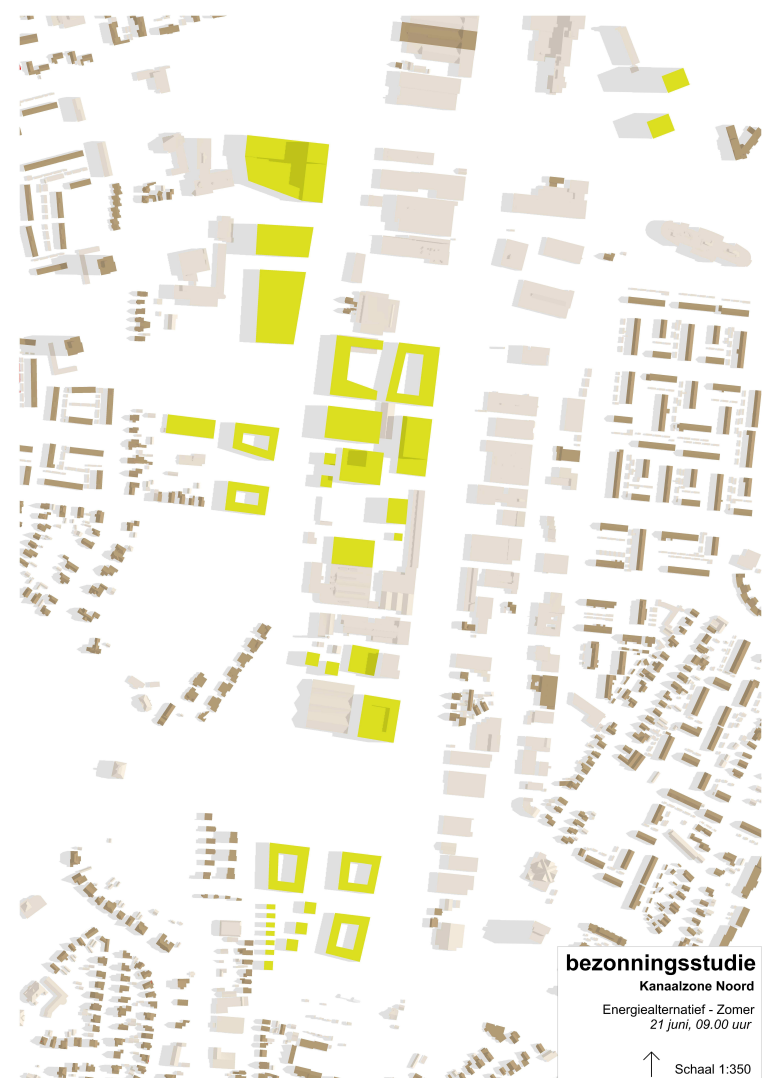 bezonningsstudie
Kanaalzone Noord
Energiealternatief - Zomer
21 juni, 09.00 uur
Schaal 1:350